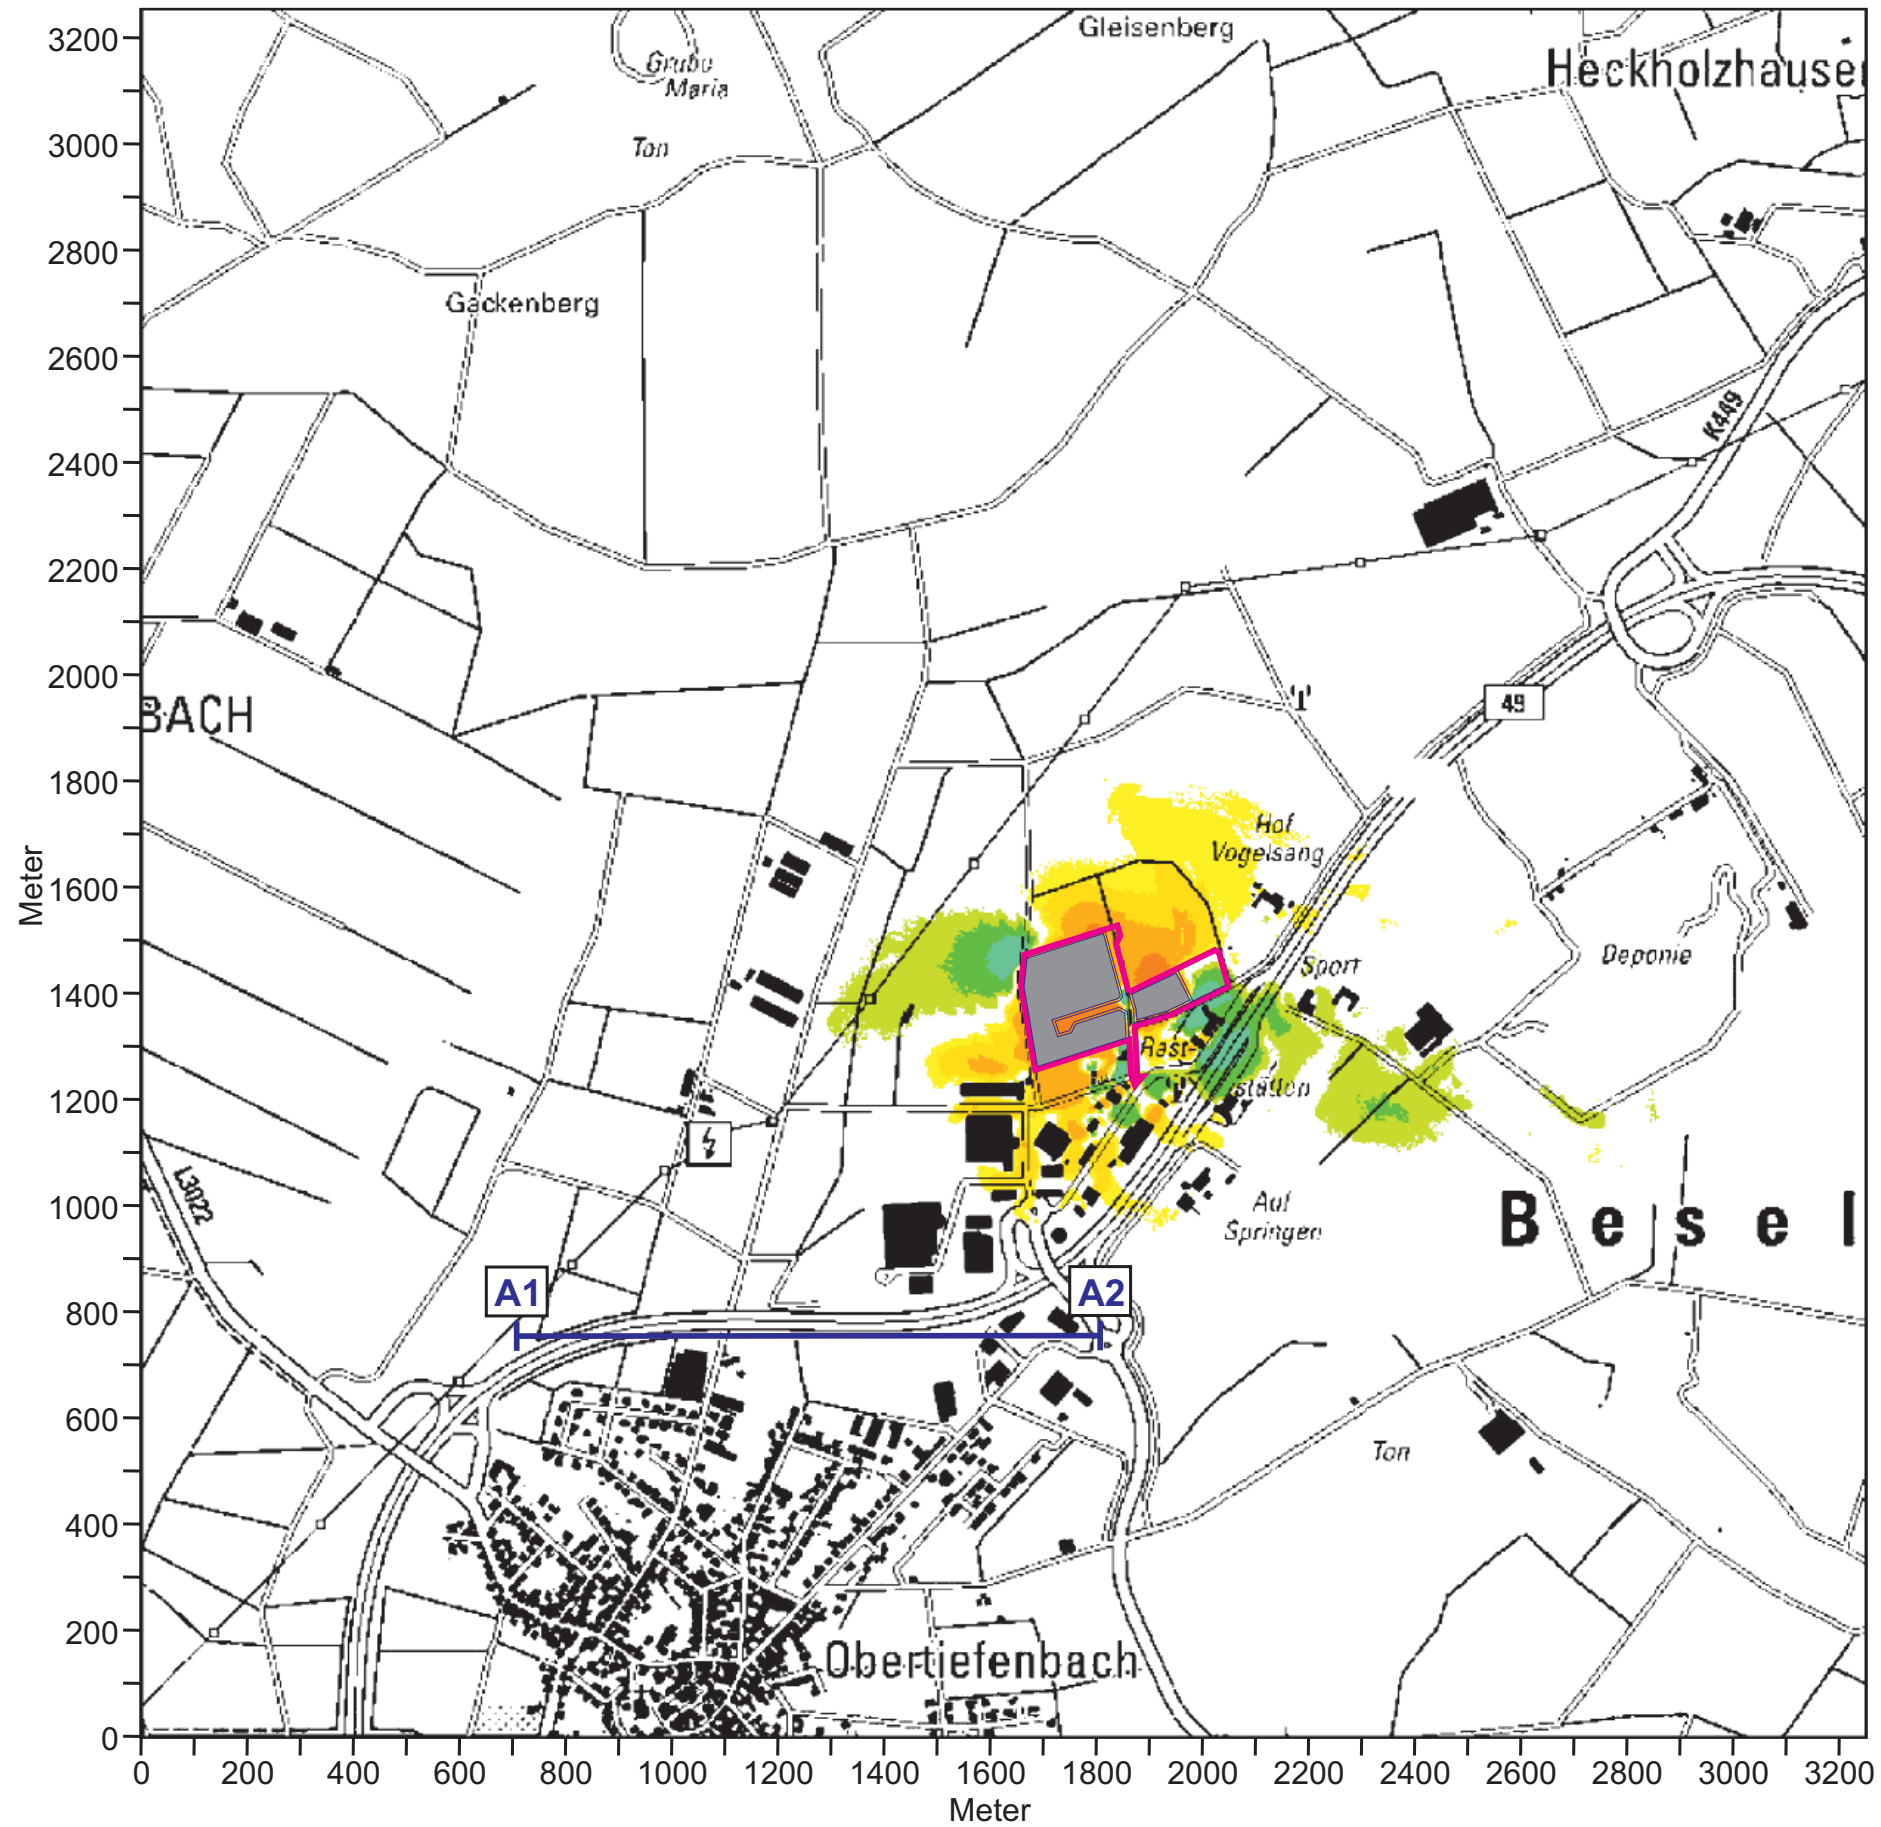 3200
3000
2800
2600
2400
2200
2000
1800
1600
1400
1200
1000
800
600
400
200
0
Meter
Gleisenberg
Heckholzhausen
Grube
Maria
Ton
Gackenberg
K449
BACH
49
Hof
Vogelsang
Deponie
Sport
Rast-
stätten
L3022
Auf
Springen
Besel
A1
A2
Ton
Obertiefenbach
0 200 400 600 800 1000 1200 1400 1600 1800 2000 2200 2400 2600 2800 3000 3200
Meter